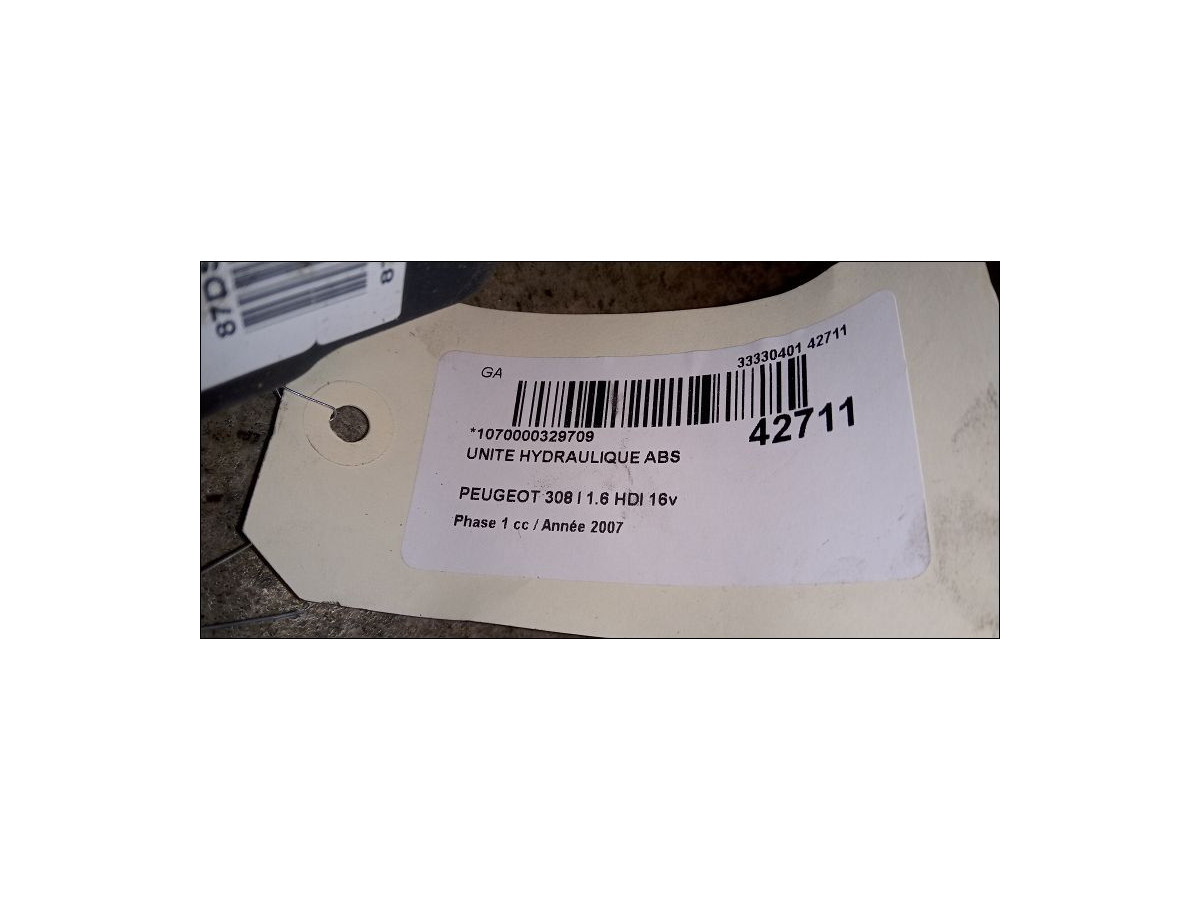 87D
GA
33330401 42711
*1070000329709
42711
UNITE HYDRAULIQUE ABS
PEUGEOT 308 I 1.6 HDI 16v
Phase 1 cc / Année 2007